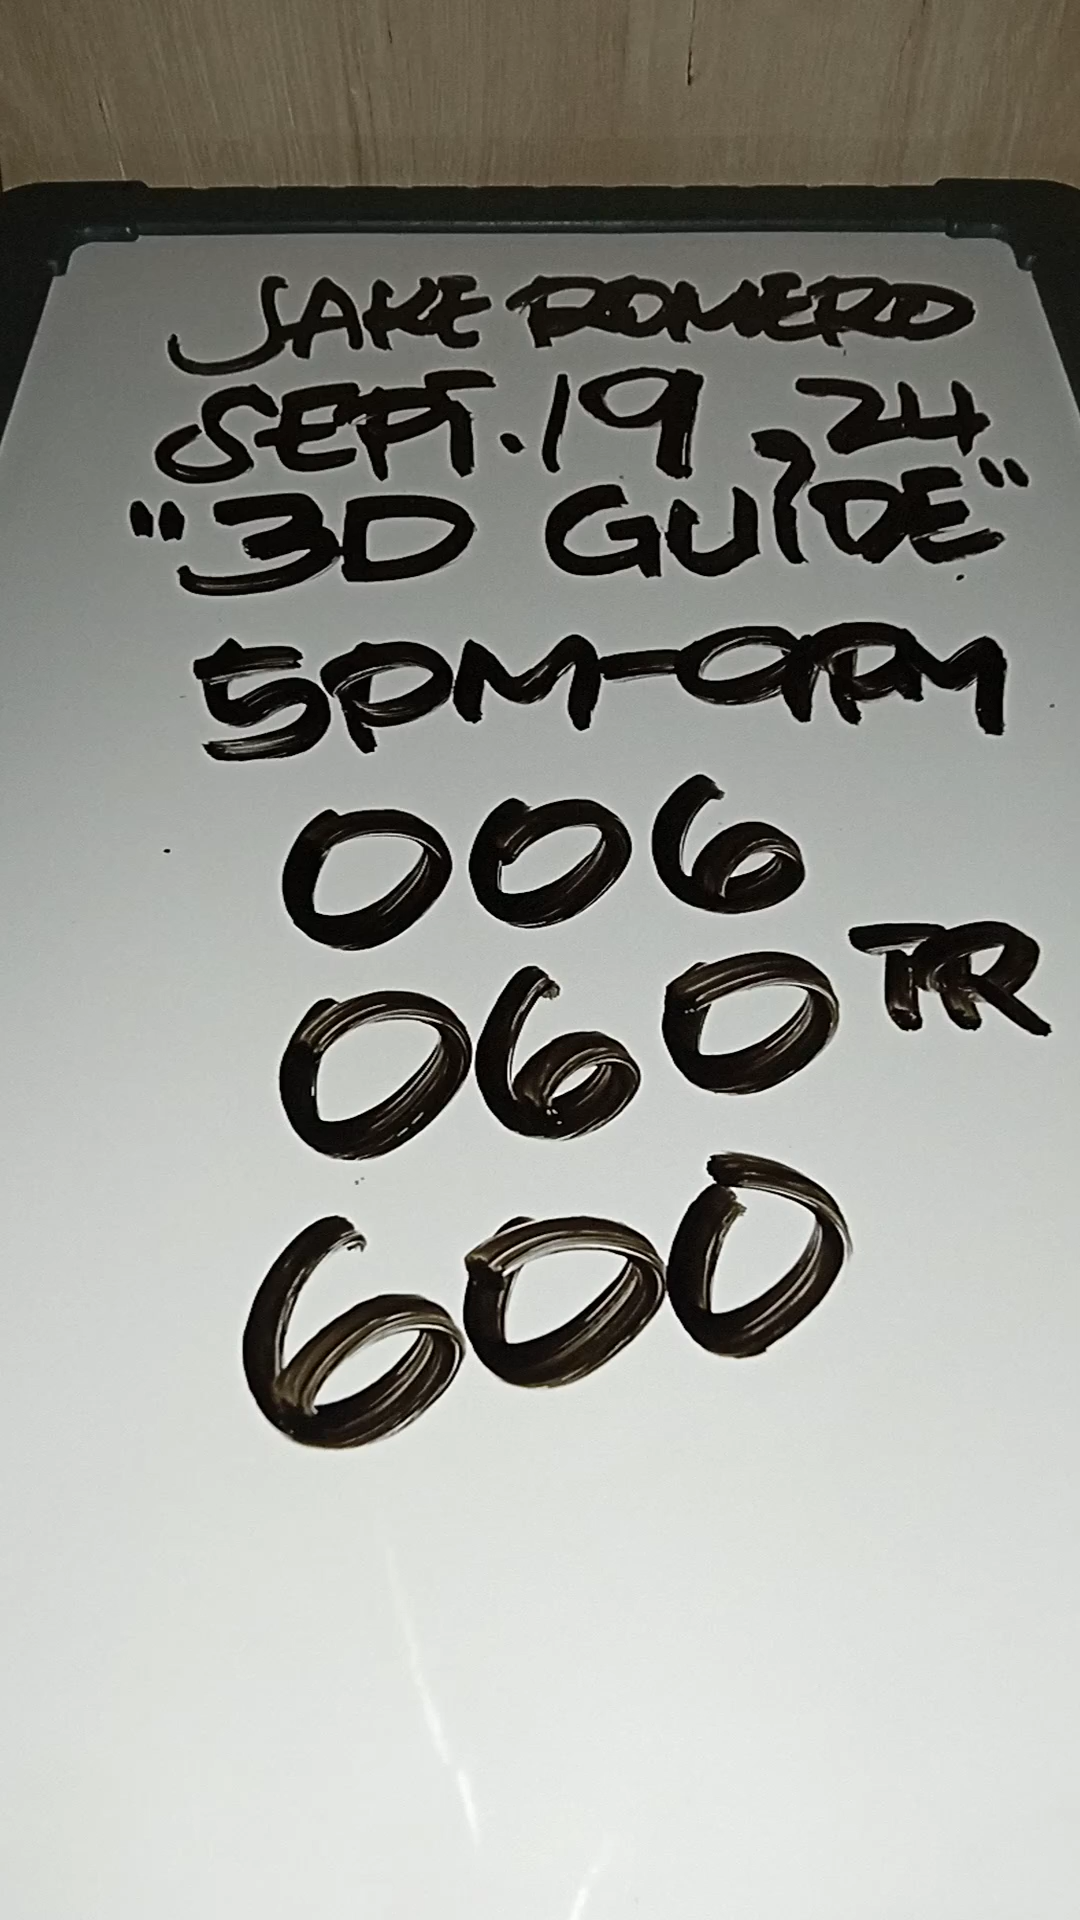 JAKE ROMERO
SEPT. 19, 24
"3D GUIDE"
5PM-9PM
006
060 TR
600